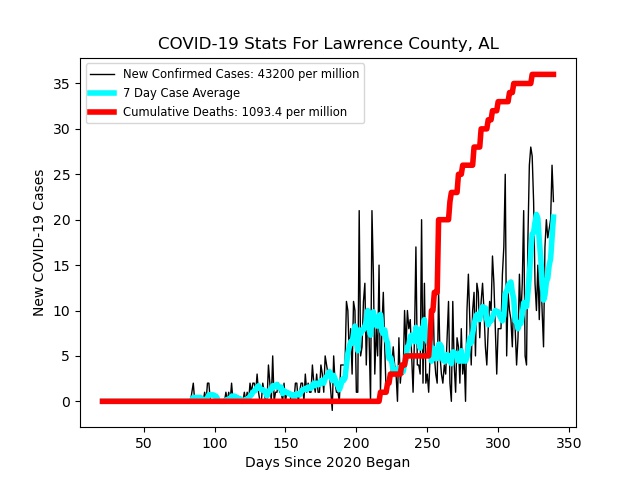 COVID-19 Stats For Lawrence County, AL
New Confirmed Cases: 43200 per million
7 Day Case Average
Cumulative Deaths: 1093.4 per million
New COVID-19 Cases
35
30
25
20
15
10
5
0
50 100 150 200 250 300 350
Days Since 2020 Began